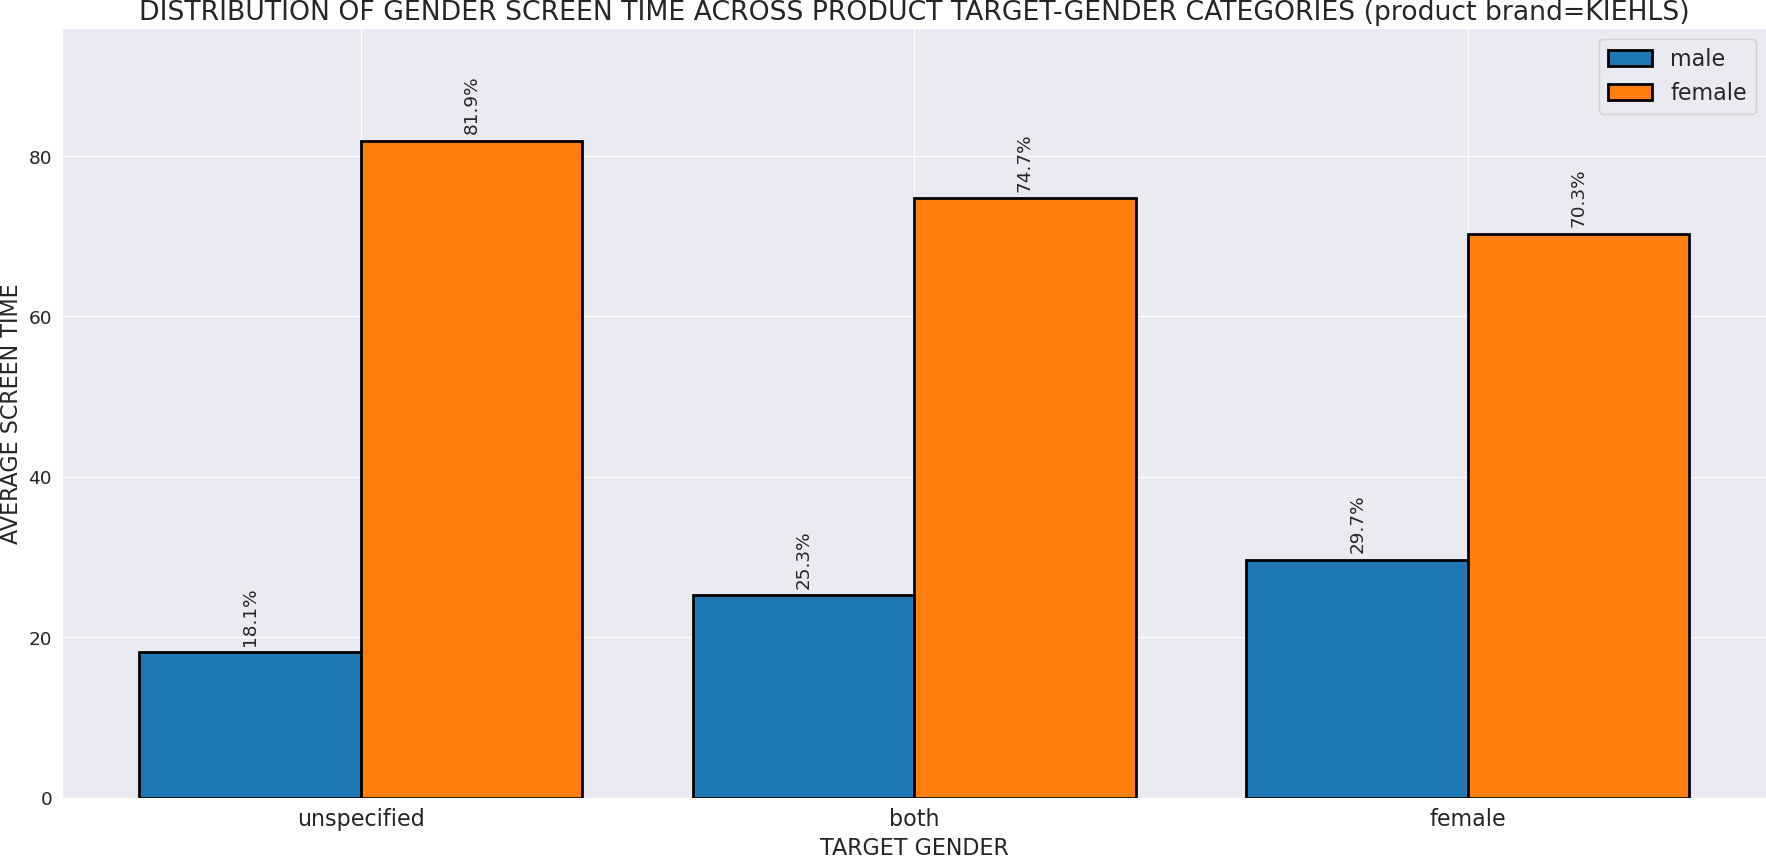 DISTRIBUTION OF GENDER SCREEN TIME ACROSS PRODUCT TARGET-GENDER CATEGORIES (product brand=KIEHLS)
male
female
AVERAGE SCREEN TIME
80
60
40
20
0
18.1%
81.9%
25.3%
74.7%
29.7%
70.3%
unspecified
both
female
TARGET GENDER